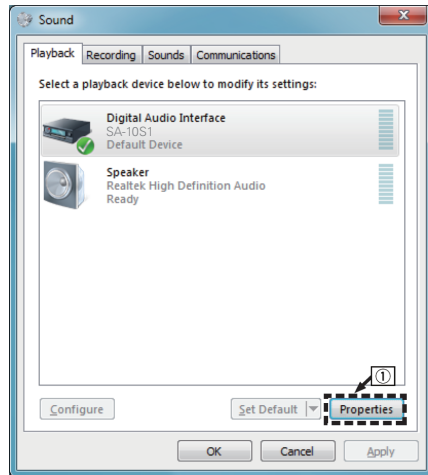 Sound
Playback Recording Sounds Communications
Select a playback device below to modify its settings:
Digital Audio Interface
SA-10S1
Default Device
Speaker
Realtek High Definition Audio
Ready
①
Configure Set Default Properties
OK Cancel Apply